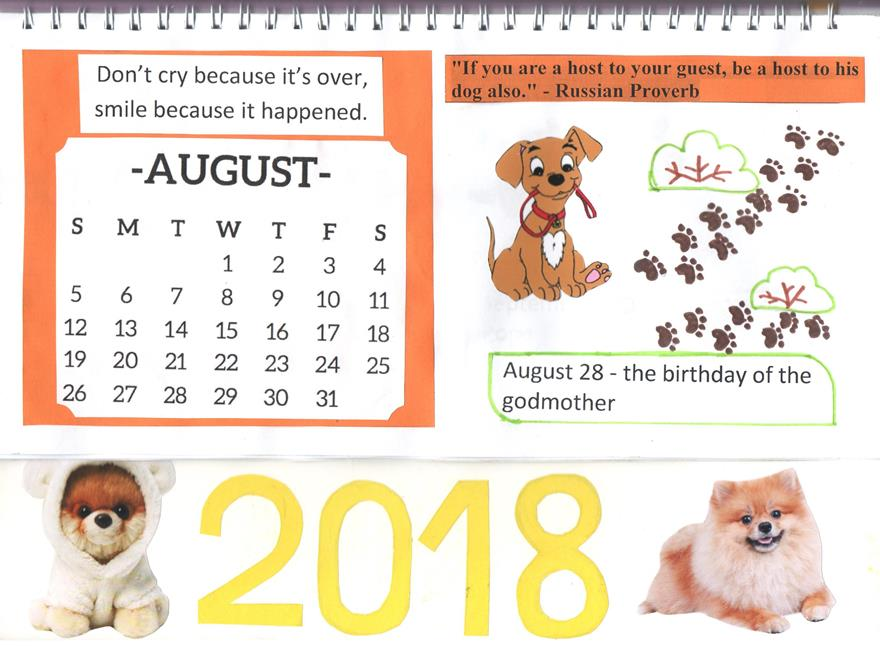 Don't cry because it's over,
smile because it happened.
-AUGUST-
S M T W T F S
1 2 3 4
5 6 7 8 9 10 11
12 13 14 15 16 17 18
19 20 21 22 23 24 25
26 27 28 29 30 31
"If you are a host to your guest, be a host to his
dog also." - Russian Proverb
August 28 - the birthday of the
godmother
2018